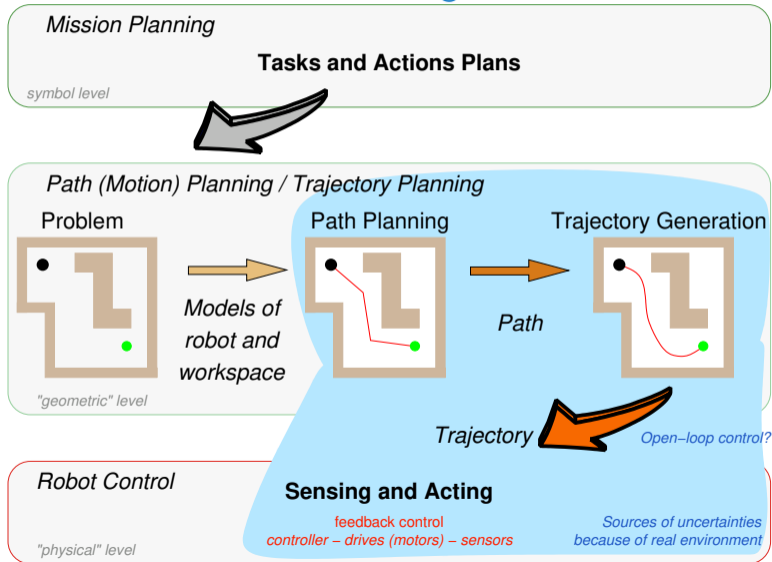 Mission Planning
Tasks and Actions Plans
symbol level
Path (Motion) Planning / Trajectory Planning
Problem
Path Planning
Trajectory Generation
Models of
robot and
workspace
Path
"geometric" level
Trajectory
Open–loop control?
Robot Control
Sensing and Acting
feedback control
controller – drives (motors) – sensors
Sources of uncertainties
because of real environment
"physical" level